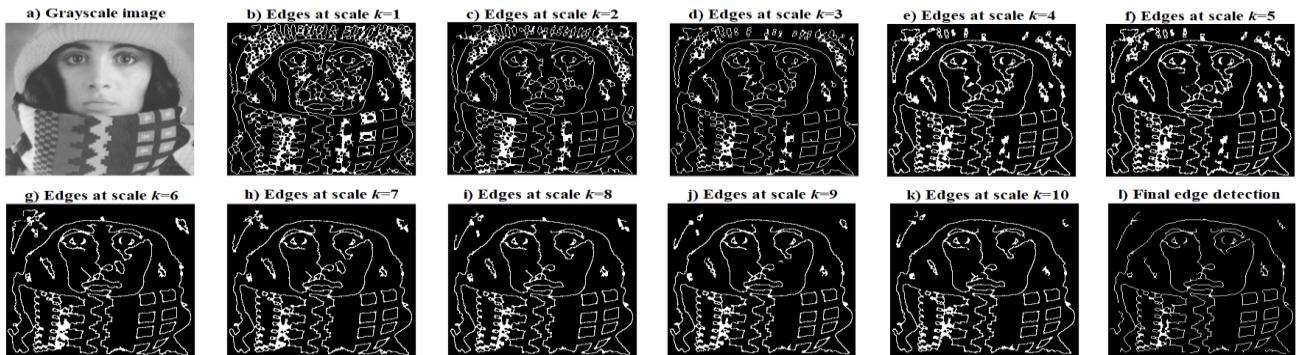 a) Grayscale image
b) Edges at scale k=1
c) Edges at scale k=2
d) Edges at scale k=3
e) Edges at scale k=4
f) Edges at scale k=5
g) Edges at scale k=6
h) Edges at scale k=7
i) Edges at scale k=8
j) Edges at scale k=9
k) Edges at scale k=10
l) Final edge detection